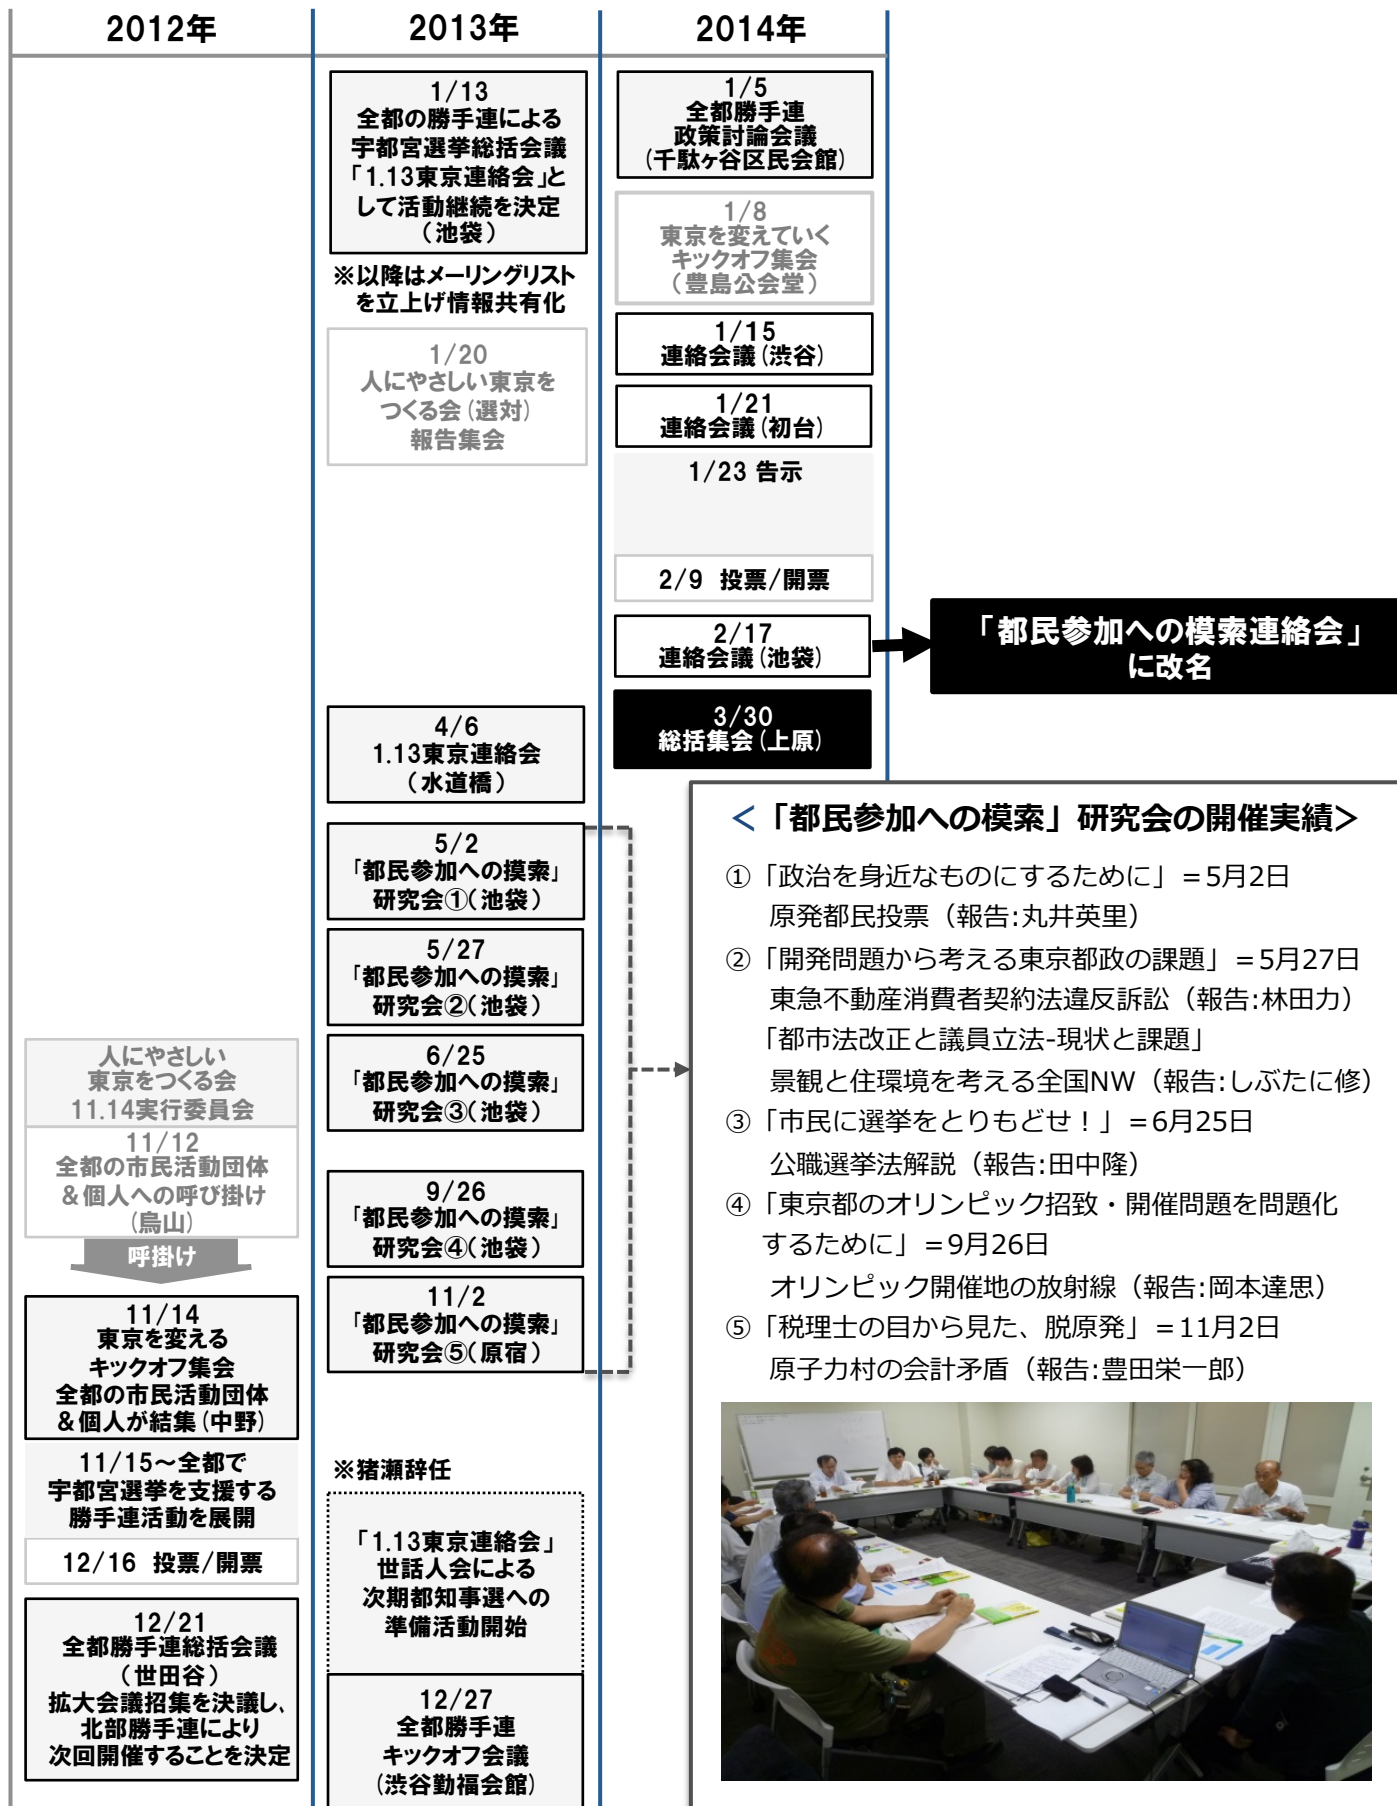 2012年
人にやさしい
東京をつくる会
11.14実行委員会
11/12
全都の市民活動団体
&個人への呼び掛け
(烏山)
呼掛け
11/14
東京を変える
キックオフ集会
全都の市民活動団体
&個人が結集(中野)
11/15～全都で
宇都宮選挙を支援する
勝手連活動を展開
12/16 投票/開票
12/21
全都勝手連総括会議
(世田谷)
拡大会議招集を決議し、
北部勝手連により
次回開催することを決定
2013年
1/13
全都の勝手連による
宇都宮選挙総括会議
「1.13東京連絡会」と
して活動継続を決定
(池袋)
※以降はメーリングリスト
を立上げ情報共有化
1/20
人にやさしい東京を
つくる会(選対)
報告集会
4/6
1.13東京連絡会
(水道橋)
5/2
「都民参加への摸索」
研究会①(池袋)
5/27
「都民参加への摸索」
研究会②(池袋)
6/25
「都民参加への摸索」
研究会③(池袋)
9/26
「都民参加への摸索」
研究会④(池袋)
11/2
「都民参加への摸索」
研究会⑤(原宿)
※猪瀬辞任
「1.13東京連絡会」
世話人会による
次期都知事選への
準備活動開始
12/27
全都勝手連
キックオフ会議
(渋谷勤福会館)
2014年
1/5
全都勝手連
政策討論会議
(千駄ヶ谷区民会館)
1/8
東京を変えていく
キックオフ集会
(豊島公会堂)
1/15
連絡会議(渋谷)
1/21
連絡会議(初台)
1/23 告示
2/9 投票/開票
2/17
連絡会議(池袋)
「都民参加への模索連絡会」
に改名
3/30
総括集会(上原)
＜「都民参加への模索」研究会の開催実績＞
①「政治を身近なものにするために」＝5月2日
原発都民投票（報告:丸井英里）
②「開発問題から考える東京都政の課題」＝5月27日
東急不動産消費者契約法違反訴訟（報告:林田力）
「都市法改正と議員立法-現状と課題」
景観と住環境を考える全国NW（報告:しぶたに修）
③「市民に選挙をとりもどせ！」＝6月25日
公職選挙法解説（報告:田中隆）
④「東京都のオリンピック招致・開催問題を問題化
するために」＝9月26日
オリンピック開催地の放射線（報告:岡本達思）
⑤「税理士の目から見た、脱原発」＝11月2日
原子力村の会計矛盾（報告:豊田栄一郎）